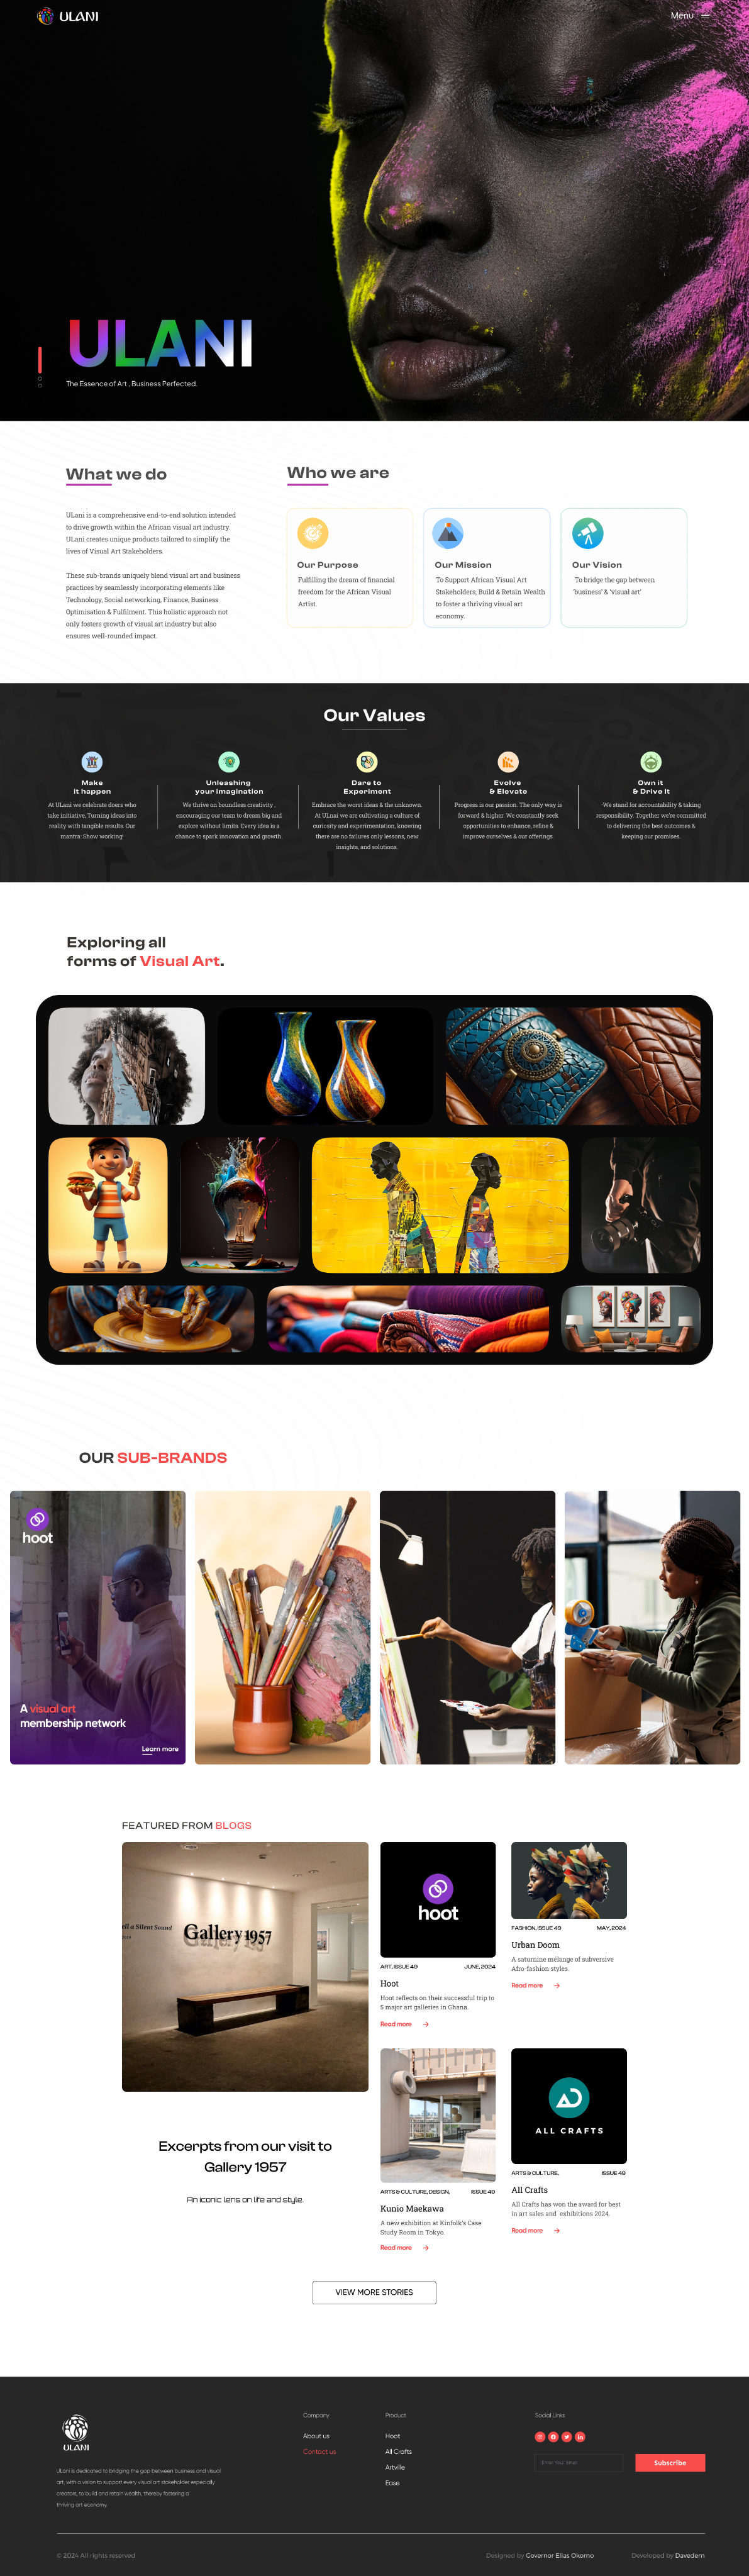 ULANI
Menu
ULANI
The Essence of Art , Business Perfected.
What we do
ULani is a comprehensive end-to-end solution intended
to drive growth within the African visual art industry.
ULani creates unique products tailored to simplify the
lives of Visual Art Stakeholders.
These sub-brands uniquely blend visual art and business
practices by seamlessly incorporating elements like
Technology, Social networking, Finance, Business
Optimisation & Fulfilment. This holistic approach not
only fosters growth of visual art industry but also
ensures well-rounded impact.
Who we are
Our Purpose
Fulfilling the dream of financial
freedom for the African Visual
Artist.
Our Mission
To Support African Visual Art
Stakeholders, Build & Retain Wealth
to foster a thriving visual art
economy.
Our Vision
To bridge the gap between
'business' & 'visual art'
Our Values
Make
it happen
At ULani we celebrate doers who
take initiative, Turning ideas into
reality with tangible results. Our
mantra: Show working!
Unleashing
your imagination
We thrive on boundless creativity ,
encouraging our team to dream big and
explore without limits. Every idea is a
chance to spark innovation and growth.
Dare to
Experiment
Embrace the worst ideas & the unknown.
At ULnai we are cultivating a culture of
curiosity and experimentation, knowing
there are no failures only lessons, new
insights, and solutions.
Evolve
& Elevate
Progress is our passion. The only way is
forward & higher. We constantly seek
opportunities to enhance, refine &
improve ourselves & our offerings.
Own it
& Drive It
-We stand for accountability & taking
responsibility. Together we're committed
to delivering the best outcomes &
keeping our promises.
Exploring all
forms of Visual Art.
OUR SUB-BRANDS
hoot
A visual art
membership network
Learn more
FEATURED FROM BLOGS
ell a Silent Sound
Gallery 1957
Excerpts from our visit to
Gallery 1957
An iconic lens on life and style.
hoot
ART, ISSUE 49
JUNE, 2024
Hoot
Hoot reflects on their successful trip to
5 major art galleries in Ghana.
Read more
FASHION, ISSUE 49
MAY, 2024
Urban Doom
A saturnine mélange of subversive
Afro-fashion styles.
Read more
ARTS & CULTURE, DESIGN,
ISSUE 49
Kunio Maekawa
A new exhibition at Kinfolk's Case
Study Room in Tokyo.
Read more
ALL CRAFTS
ARTS & CULTURE,
ISSUE 49
All Crafts
All Crafts has won the award for best
in art sales and exhibitions 2024.
Read more
VIEW MORE STORIES
ULANI
ULani is dedicated to bridging the gap between business and visual
art, with a vision to support every visual art stakeholder especially
creators, to build and retain wealth, thereby fostering a
thriving art economy.
Company
About us
Contact us
Product
Hoot
All Crafts
Artville
Ease
Social Links
Enter Your Email
Subscribe
© 2024 All rights reserved
Designed by Governor Elias Okorno
Developed by Davedem